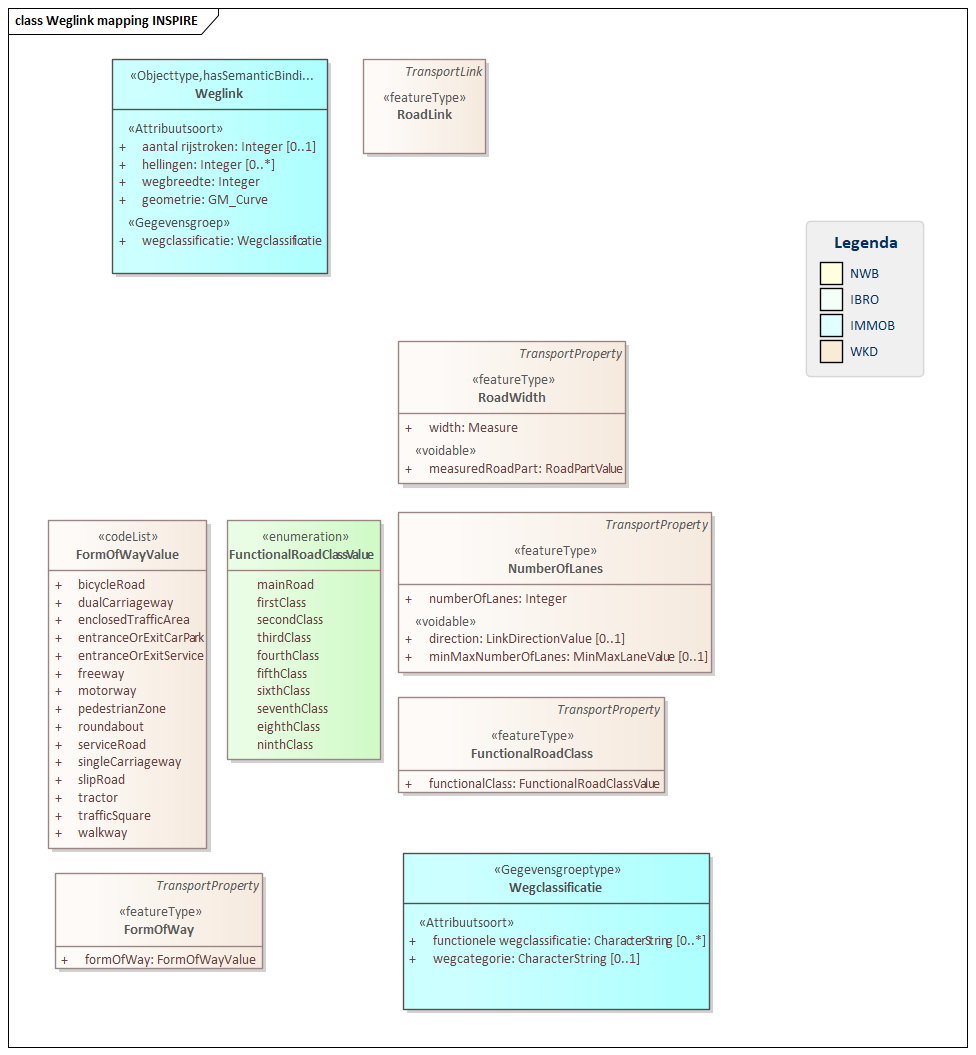 class Weglink mapping INSPIRE
«Objecttype,hasSemanticBindi...
Weglink
«Attribuutsoort»
+ aantal rijstroken: Integer [0..1]
+ hellingen: Integer [0..*]
+ wegbreedte: Integer
+ geometrie: GM_Curve
«Gegevensgroep»
+ wegclassificatie: Wegclassificatie
TransportLink
«featureType»
RoadLink
Legenda
NWB
IBRO
IMMOB
WKD
TransportProperty
«featureType»
RoadWidth
+ width: Measure
«voidable»
+ measuredRoadPart: RoadPartValue
«codeList»
FormOfWayValue
+ bicycleRoad
+ dualCarriageway
+ enclosedTrafficArea
+ entranceOrExitCarPark
+ entranceOrExitService
+ freeway
+ motorway
+ pedestrianZone
+ roundabout
+ serviceRoad
+ singleCarriageway
+ slipRoad
+ tractor
+ trafficSquare
+ walkway
«enumeration»
FunctionalRoadClassValue
mainRoad
firstClass
secondClass
thirdClass
fourthClass
fifthClass
sixthClass
seventhClass
eighthClass
ninthClass
TransportProperty
«featureType»
NumberOfLanes
+ numberOfLanes: Integer
«voidable»
+ direction: LinkDirectionValue [0..1]
+ minMaxNumberOfLanes: MinMaxLaneValue [0..1]
TransportProperty
«featureType»
FunctionalRoadClass
+ functionalClass: FunctionalRoadClassValue
TransportProperty
«featureType»
FormOfWay
+ formOfWay: FormOfWayValue
«Gegevensgroeptype»
Wegclassificatie
«Attribuutsoort»
+ functionele wegclassificatie: CharacterString [0..*]
+ wegcategorie: CharacterString [0..1]